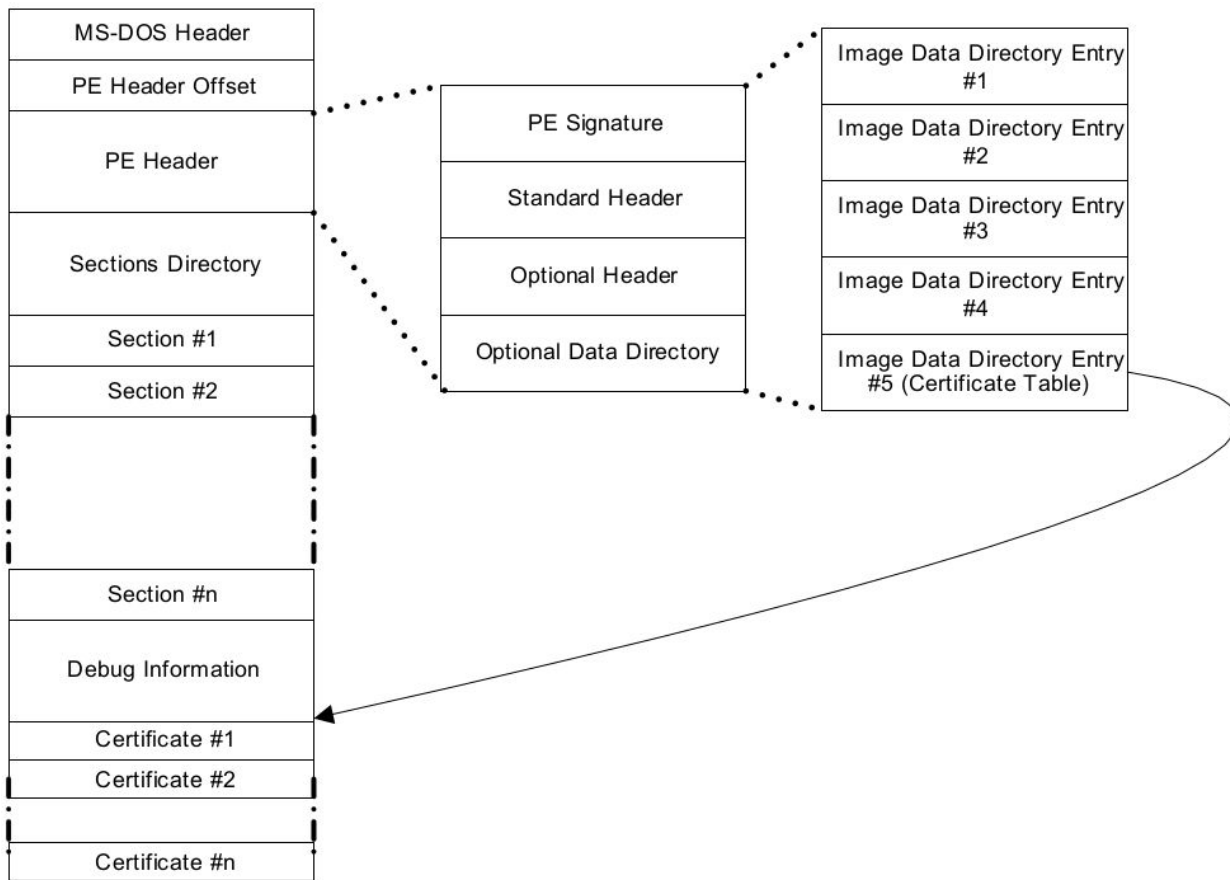 MS-DOS Header
PE Header Offset
PE Header
Sections Directory
Section #1
Section #2
Section #n
Debug Information
Certificate #1
Certificate #2
Certificate #n
PE Signature
Standard Header
Optional Header
Optional Data Directory
Image Data Directory Entry
#1
Image Data Directory Entry
#2
Image Data Directory Entry
#3
Image Data Directory Entry
#4
Image Data Directory Entry
#5 (Certificate Table)